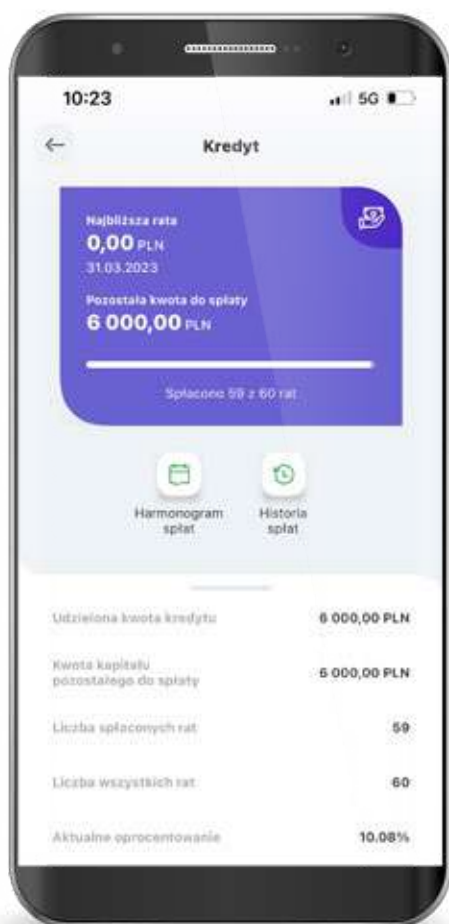 10:23
5G
Kredyt
Najbliższa rata
0,00 PLN
31.03.2023
Pozostała kwota do spłaty
6 000,00 PLN
Spłacono 59 z 60 rat
Harmonogram
spłat
Historia
spłat
Udzielona kwota kredytu 6 000,00 PLN
Kwota kapitału
pozostałego do spłaty 6 000,00 PLN
Liczba spłaconych rat 59
Liczba wszystkich rat 60
Aktualne oprocentowanie 10.08%